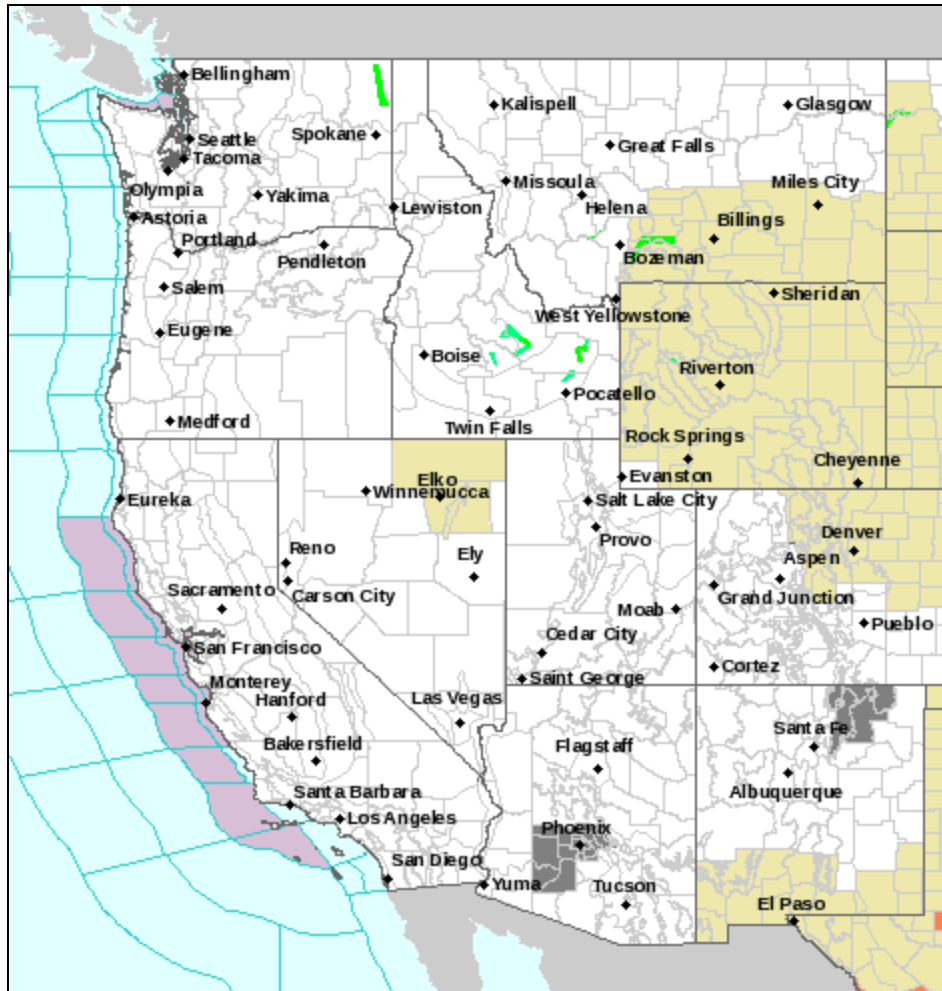 Bellingham
Kalispell
Glasgow
Seattle
Spokane
Great Falls
Tacoma
Olympia
Yakima
Missoula
Miles City
Helena
Lewiston
Astoria
Billings
Portland
Pendleton
Bozeman
Salem
Sheridan
West Yellowstone
Eugene
Boise
Riverton
Pocatello
Medford
Twin Falls
Rock Springs
Cheyenne
Elko
Evanston
Winnemucca
Eureka
Salt Lake City
Provo
Denver
Reno
Ely
Aspen
Carson City
Grand Junction
Sacramento
Moab
Pueblo
San Francisco
Cedar City
Cortez
Saint George
Monterey
Hanford
Las Vegas
Santa Fe
Bakersfield
Flagstaff
Albuquerque
Santa Barbara
Los Angeles
Phoenix
San Diego
Yuma
Tucson
El Paso